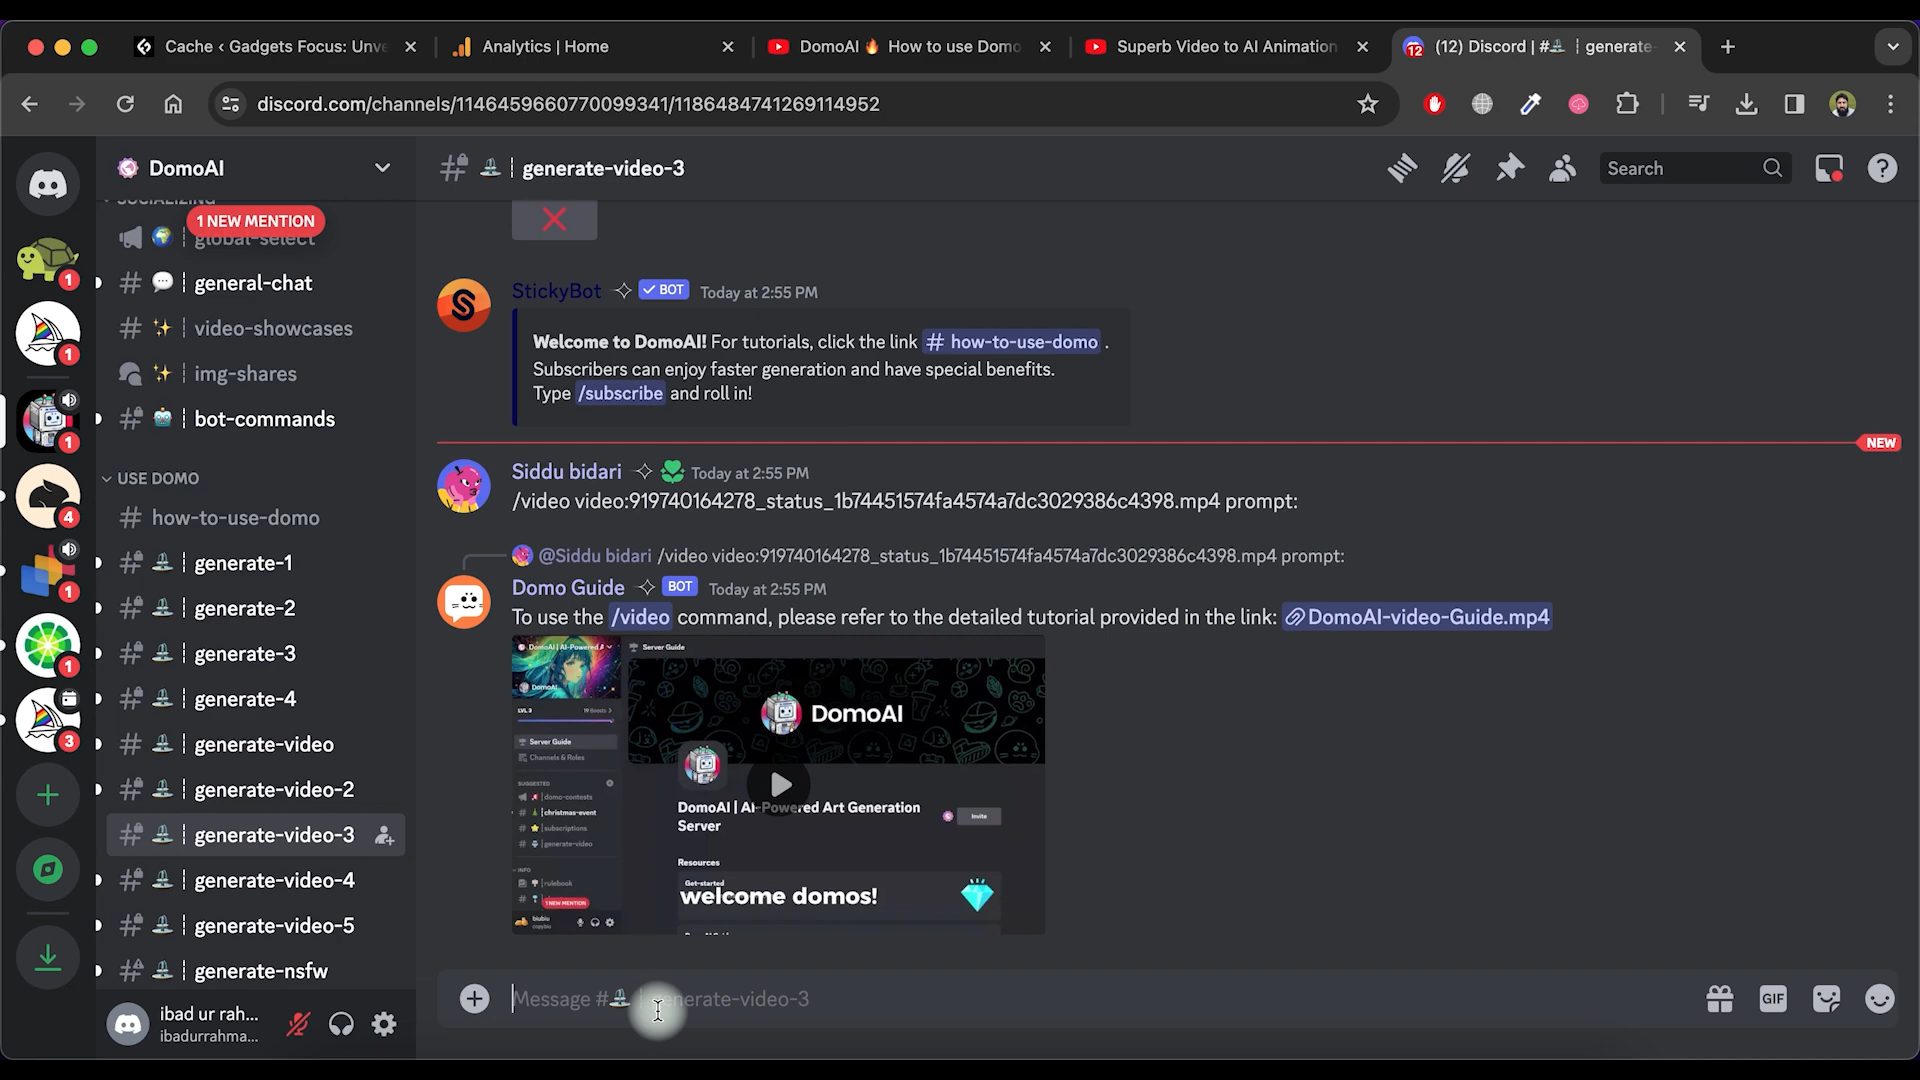 Cache ‹ Gadgets Focus: Unve
Analytics | Home
DomoAI 🔥 How to use Domo
Superb Video to AI Animation
(12) Discord | #⛲ ┆ generate-
12
discord.com/channels/1146459660770099341/1186484741269114952
DomoAI
1 NEW MENTION
global-select
general-chat
video-showcases
img-shares
bot-commands
USE DOMO
how-to-use-domo
generate-1
generate-2
generate-3
generate-4
generate-video
generate-video-2
generate-video-3
generate-video-4
generate-video-5
generate-nsfw
1
1
1
4
1
1
3
ibad ur rah...
ibadurrahma...
generate-video-3
Search
StickyBot BOT Today at 2:55 PM
Welcome to DomoAI! For tutorials, click the link # how-to-use-domo .
Subscribers can enjoy faster generation and have special benefits.
Type /subscribe and roll in!
NEW
Siddu bidari Today at 2:55 PM
/video video:919740164278_status_1b74451574fa4574a7dc3029386c4398.mp4 prompt:
@Siddu bidari /video video:919740164278_status_1b74451574fa4574a7dc3029386c4398.mp4 prompt:
Domo Guide BOT Today at 2:55 PM
To use the /video command, please refer to the detailed tutorial provided in the link: DomoAI-video-Guide.mp4
DomoAI | AI-Powered A
Server Guide
DomoAI
LVL 3
Server Guide
Channels & Roles
SUGGESTED
domo-contests
christmas-event
subscriptions
generate-video
INFO
rulebook
1 NEW MENTION
biubiu
DomoAI
DomoAI | AI-Powered Art Generation
Server
Invite
Resources
Get-started
welcome domos!
Message #⛲ ┆ generate-video-3
GIF